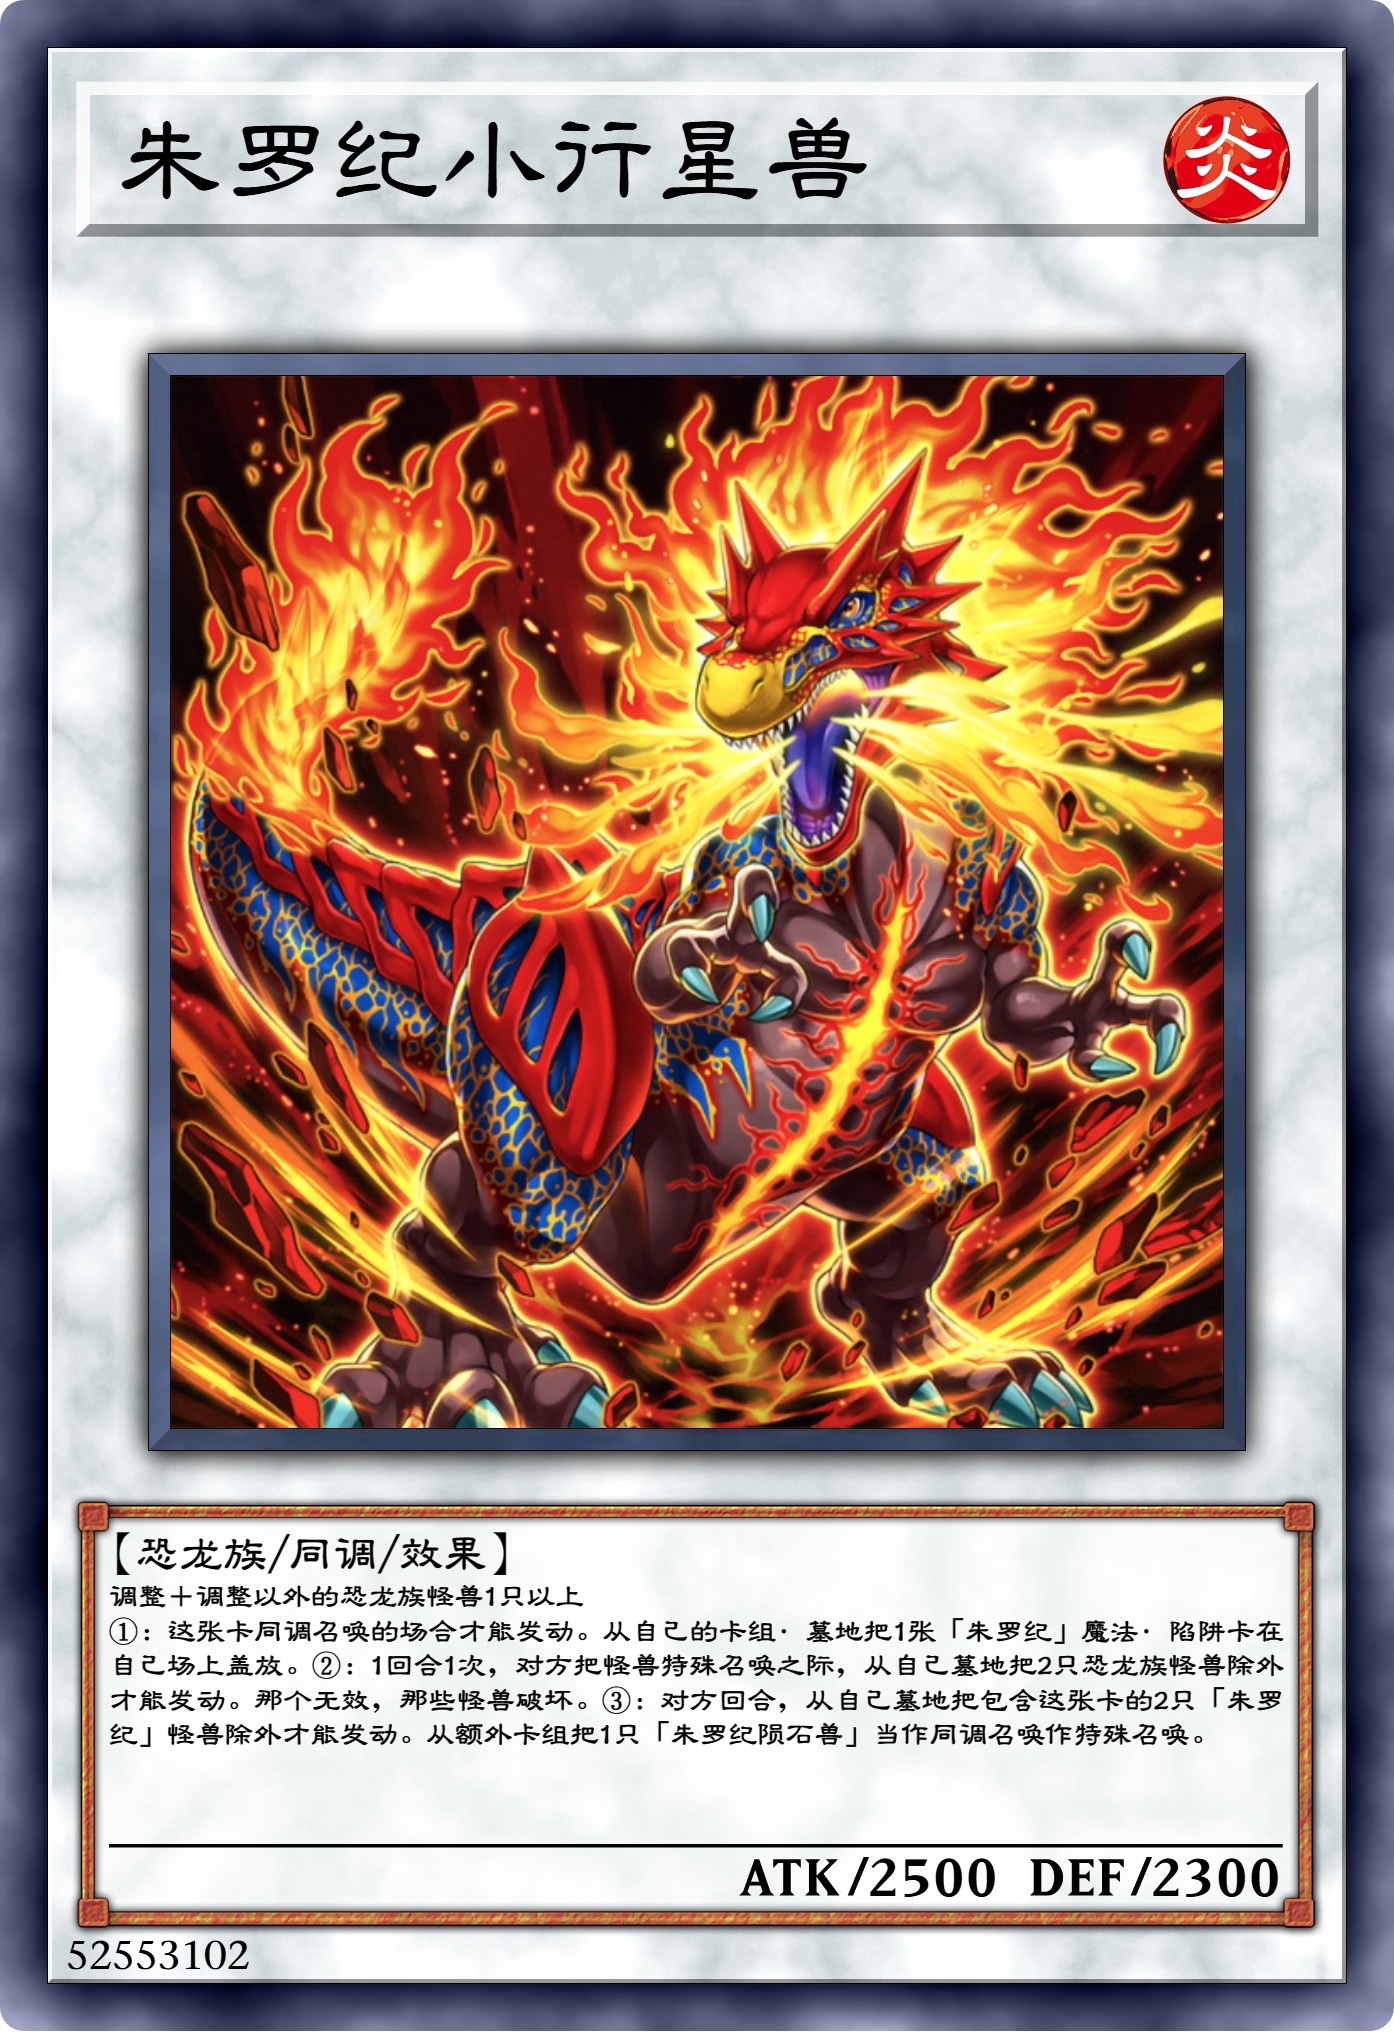 朱罗纪小行星兽
炎
【恐龙族/同调/效果】
调整＋调整以外的恐龙族怪兽1只以上
①：这张卡同调召唤的场合才能发动。从自己的卡组·墓地把1张「朱罗纪」魔法·陷阱卡在
自己场上盖放。②：1回合1次，对方把怪兽特殊召唤之际，从自己墓地把2只恐龙族怪兽除外
才能发动。那个无效，那些怪兽破坏。③：对方回合，从自己墓地把包含这张卡的2只「朱罗
纪」怪兽除外才能发动。从额外卡组把1只「朱罗纪陨石兽」当作同调召唤作特殊召唤。
ATK/2500 DEF/2300
52553102